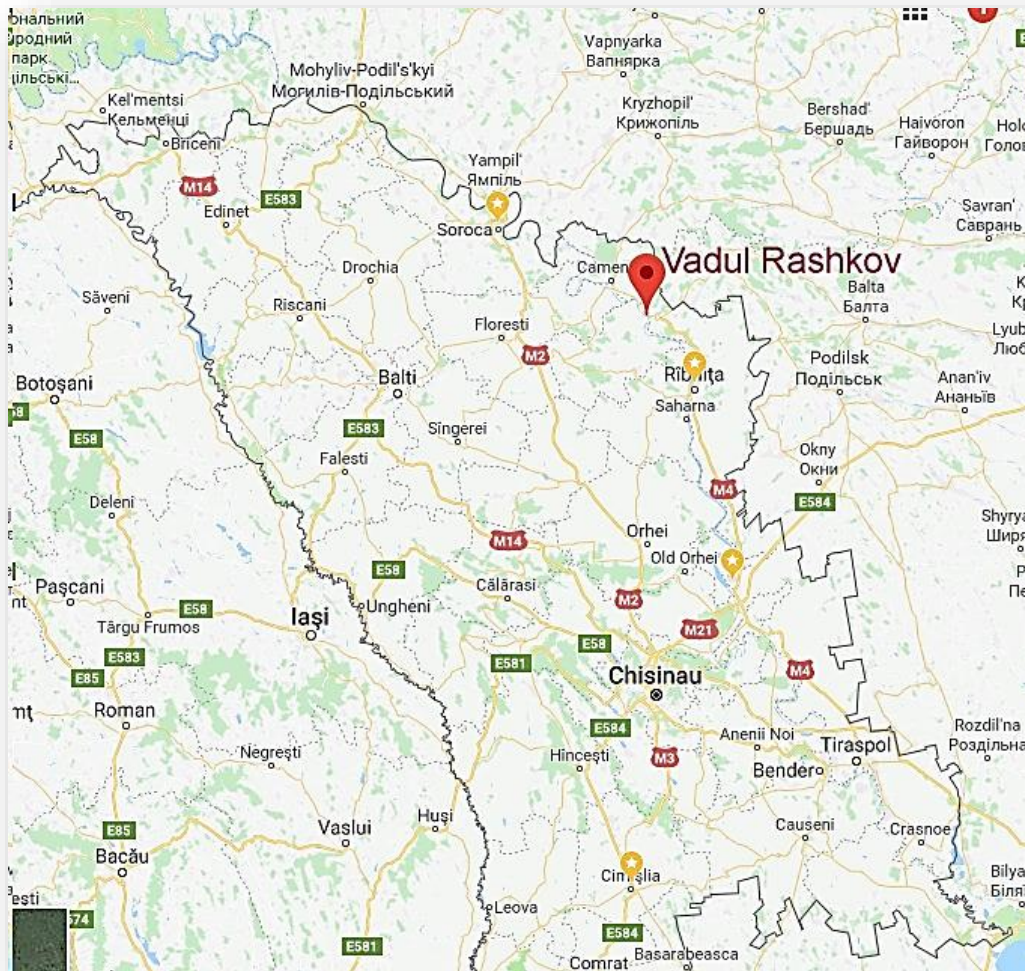 ональний
иродний
парк
ільські...
Vapnyarka
Вапнярка
Mohyliv-Podil's'kyi
Могилів-Подільський
Kel'mentsi
Кельменці
Briceni
Kryzhopil'
Крижопіль
Bershad'
Бершадь
Haivoron
Гайворон
Yampil'
Ямпіль
M14
E583
Edinet
Soroca
Savran'
Саврань
Drochia
Camen
Vadul Rashkov
Balta
Балта
Săveni
Riscani
Floresti
M2
Podilsk
Подільськ
Botoșani
Balti
Rîbnița
Saharna
Anan'iv
Ананьїв
E58
E583
Sîngerei
Falesti
Okny
Окни
Deleni
M4
E584
M14
Orhei
Old Orhei
E58
Pașcani
Călărasi
M2
E58
Iași
Ungheni
M21
Târgu Frumos
E583
E85
E581
E58
Chisinau
M4
Roman
E584
Anenii Noi
Rozdil'na
Роздільна
Negrești
Hîncești
M3
Tiraspol
Bender
E85
Vaslui
Huși
Causeni
Crasnoe
Bacău
Cimișlia
Leova
E581
E584
Comrat
Basarabeasca